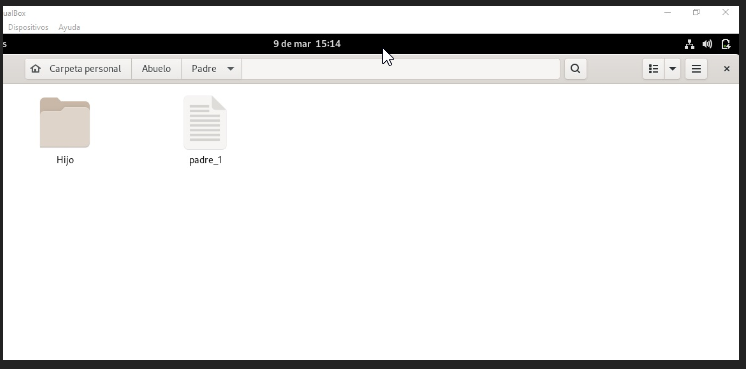 ualBox
Dispositivos Ayuda
s
9 de mar 15:14
Carpeta personal Abuelo Padre
Hijo padre_1